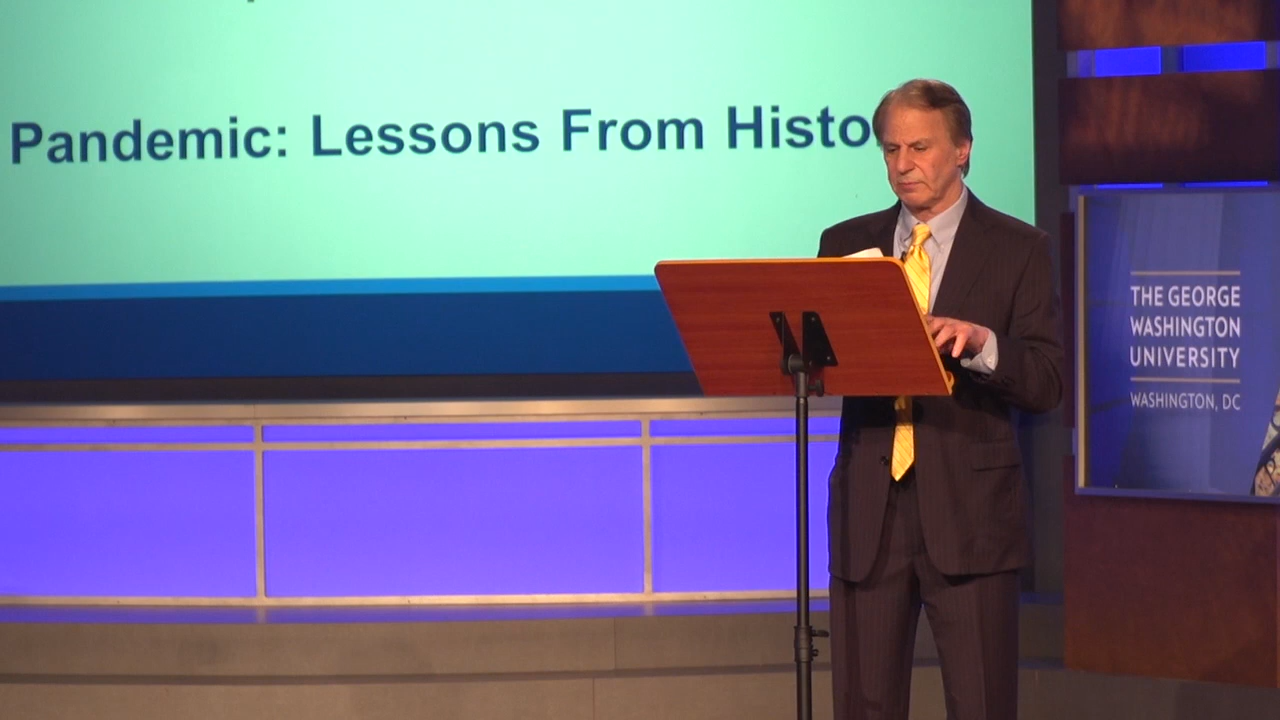 Pandemic: Lessons From Histo
THE GEORGE
WASHINGTON
UNIVERSITY
WASHINGTON, DC